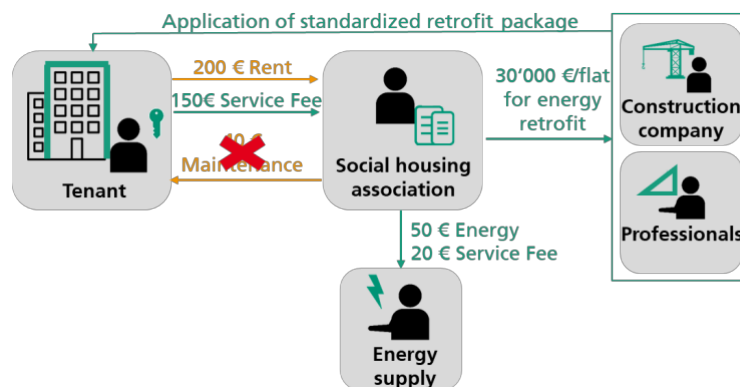 Application of standardized retrofit package
200 € Rent
150€ Service Fee
Maintenance
Tenant
Social housing
association
30’000 €/flat
for energy
retrofit
Construction
company
Professionals
50 € Energy
20 € Service Fee
Energy
supply